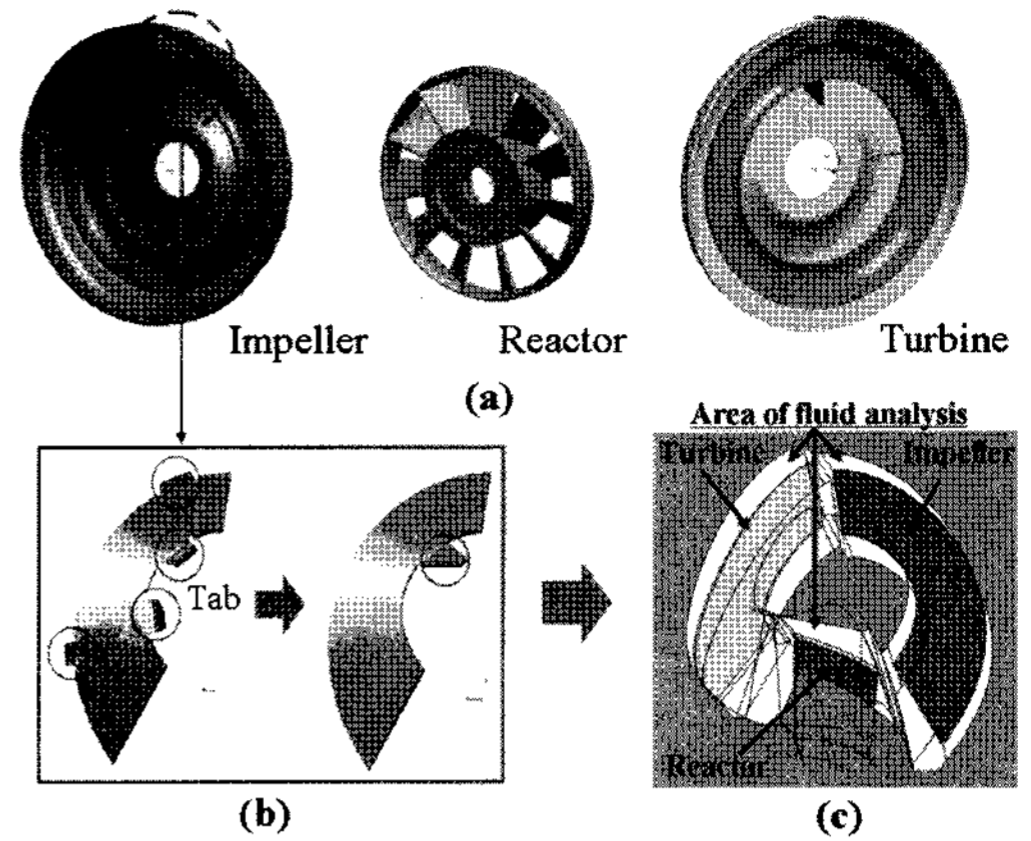 Impeller
Reactor
Turbine
(a)
Area of fluid analysis
Turbine
Impeller
Tab
Reactor
(b)
(c)